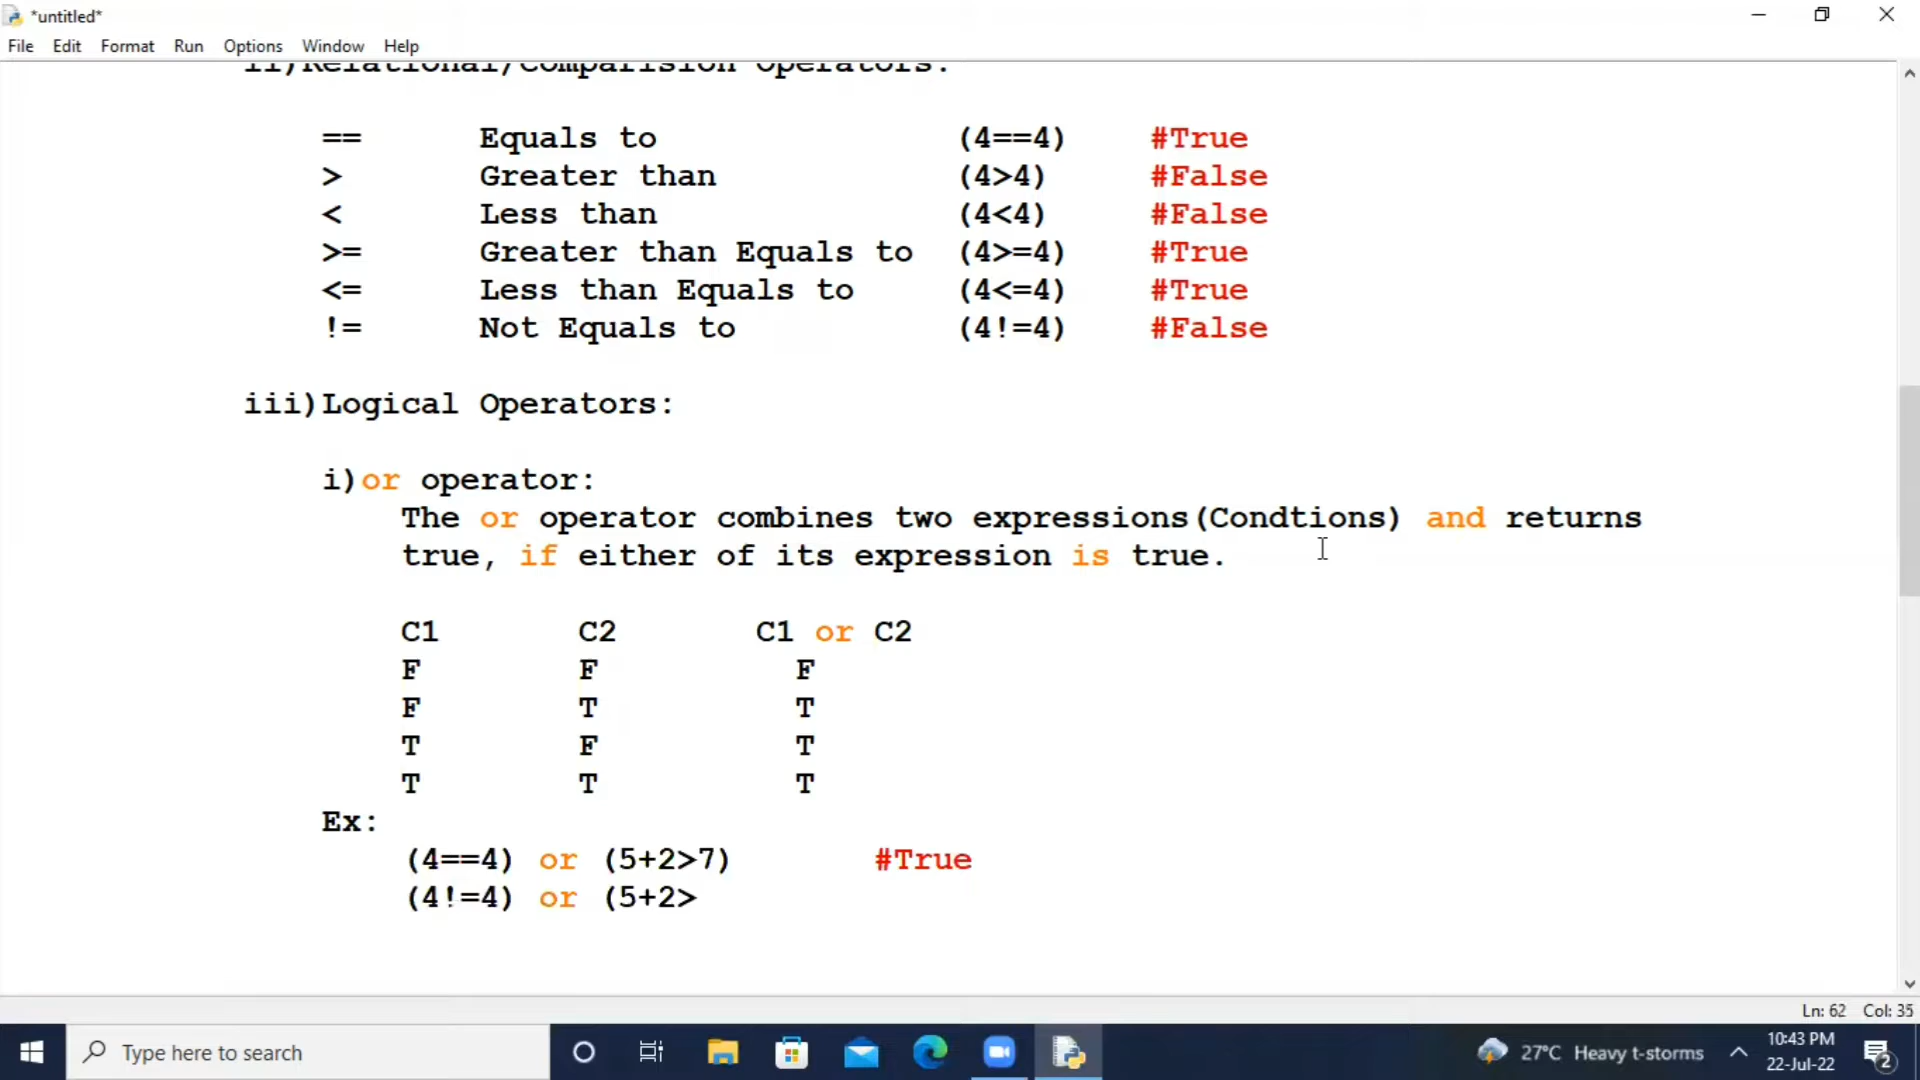 *untitled*
File Edit Format Run Options Window Help
ii)Relational/Comparision Operators:
== Equals to (4==4) #True
> Greater than (4>4) #False
< Less than (4<4) #False
>= Greater than Equals to (4>=4) #True
<= Less than Equals to (4<=4) #True
!= Not Equals to (4!=4) #False
iii)Logical Operators:
i)or operator:
The or operator combines two expressions(Condtions) and returns
true, if either of its expression is true.
C1 C2 C1 or C2
F F F
F T T
T F T
T T T
Ex:
(4==4) or (5+2>7) #True
(4!=4) or (5+2>
Ln: 62 Col: 35
Type here to search
27°C Heavy t-storms
10:43 PM
22-Jul-22
2